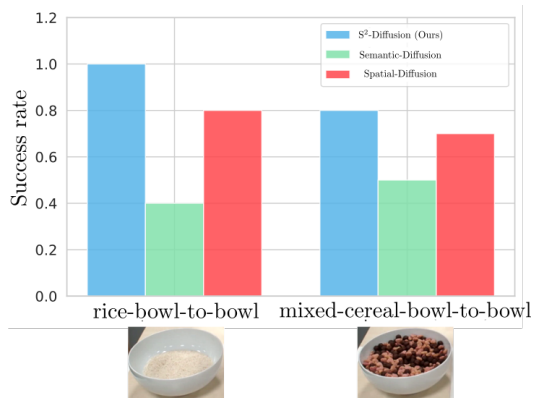 1.2
1.0
0.8
0.6
0.4
0.2
0.0
Success rate
S²-Diffusion (Ours)
Semantic-Diffusion
Spatial-Diffusion
rice-bowl-to-bowl
mixed-cereal-bowl-to-bowl